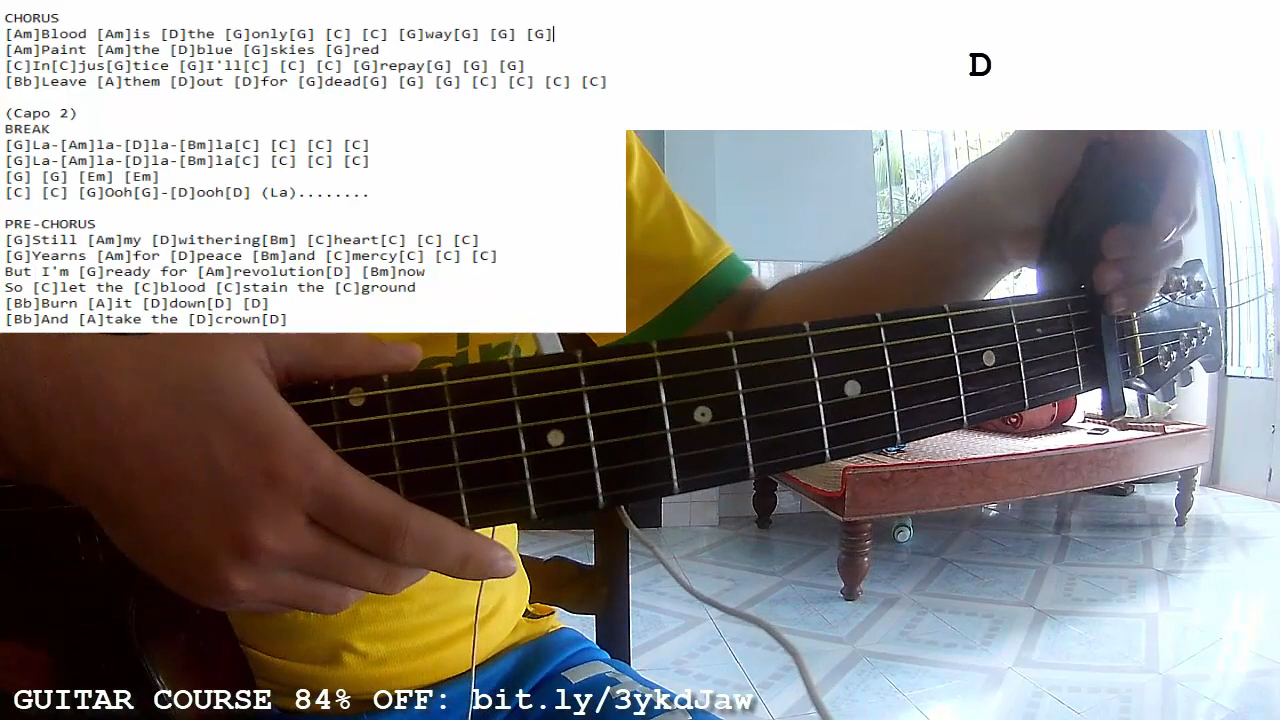 CHORUS
[Am]Blood [Am]is [D]the [G]only[G] [C] [C] [G]way[G] [G] [G]
[Am]Paint [Am]the [D]blue [G]skies [G]red
[C]In[C]jus[G]tice [G]I'll[C] [C] [C] [G]repay[G] [G] [G]
[Bb]Leave [A]them [D]out [D]for [G]dead[G] [G] [G] [C] [C] [C] [C]
(Capo 2)
BREAK
[G]La-[Am]la-[D]la-[Bm]la[C] [C] [C] [C]
[G]La-[Am]la-[D]la-[Bm]la[C] [C] [C] [C]
[G] [G] [Em] [Em]
[C] [C] [G]Ooh[G]-[D]ooh[D] (La)........
PRE-CHORUS
[G]Still [Am]my [D]withering[Bm] [C]heart[C] [C] [C]
[G]Yearns [Am]for [D]peace [Bm]and [C]mercy[C] [C] [C]
But I'm [G]ready for [Am]revolution[D] [Bm]now
So [C]let the [C]blood [C]stain the [C]ground
[Bb]Burn [A]it [D]down[D] [D]
[Bb]And [A]take the [D]crown[D]
D
GUITAR COURSE 84% OFF: bit.ly/3ykdJaw